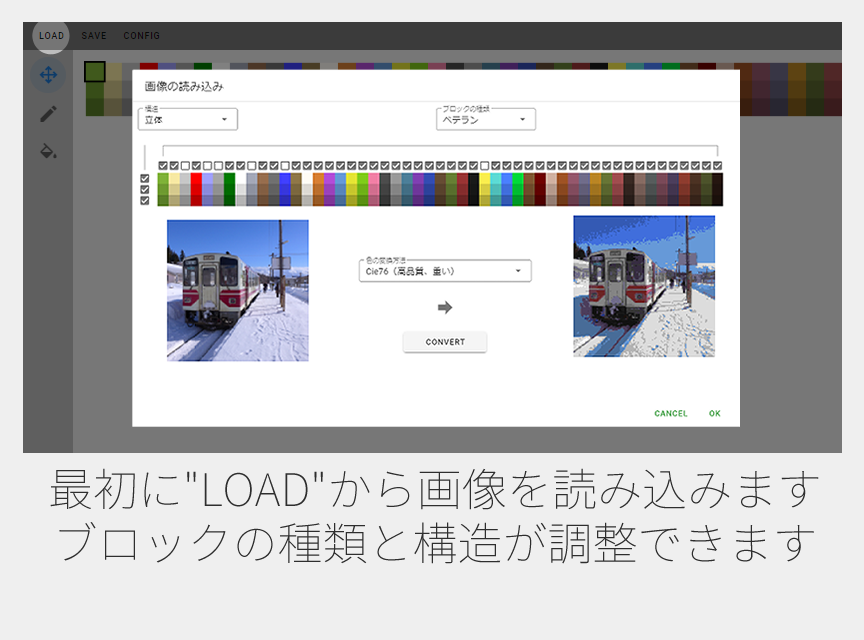 LOAD SAVE CONFIG
画像の読み込み
構造
立体
ブロックの種類
ベテラン
色の変換方法
Cie76（高品質、重い）
CONVERT
CANCEL OK
最初に"LOAD"から画像を読み込みます
ブロックの種類と構造が調整できます